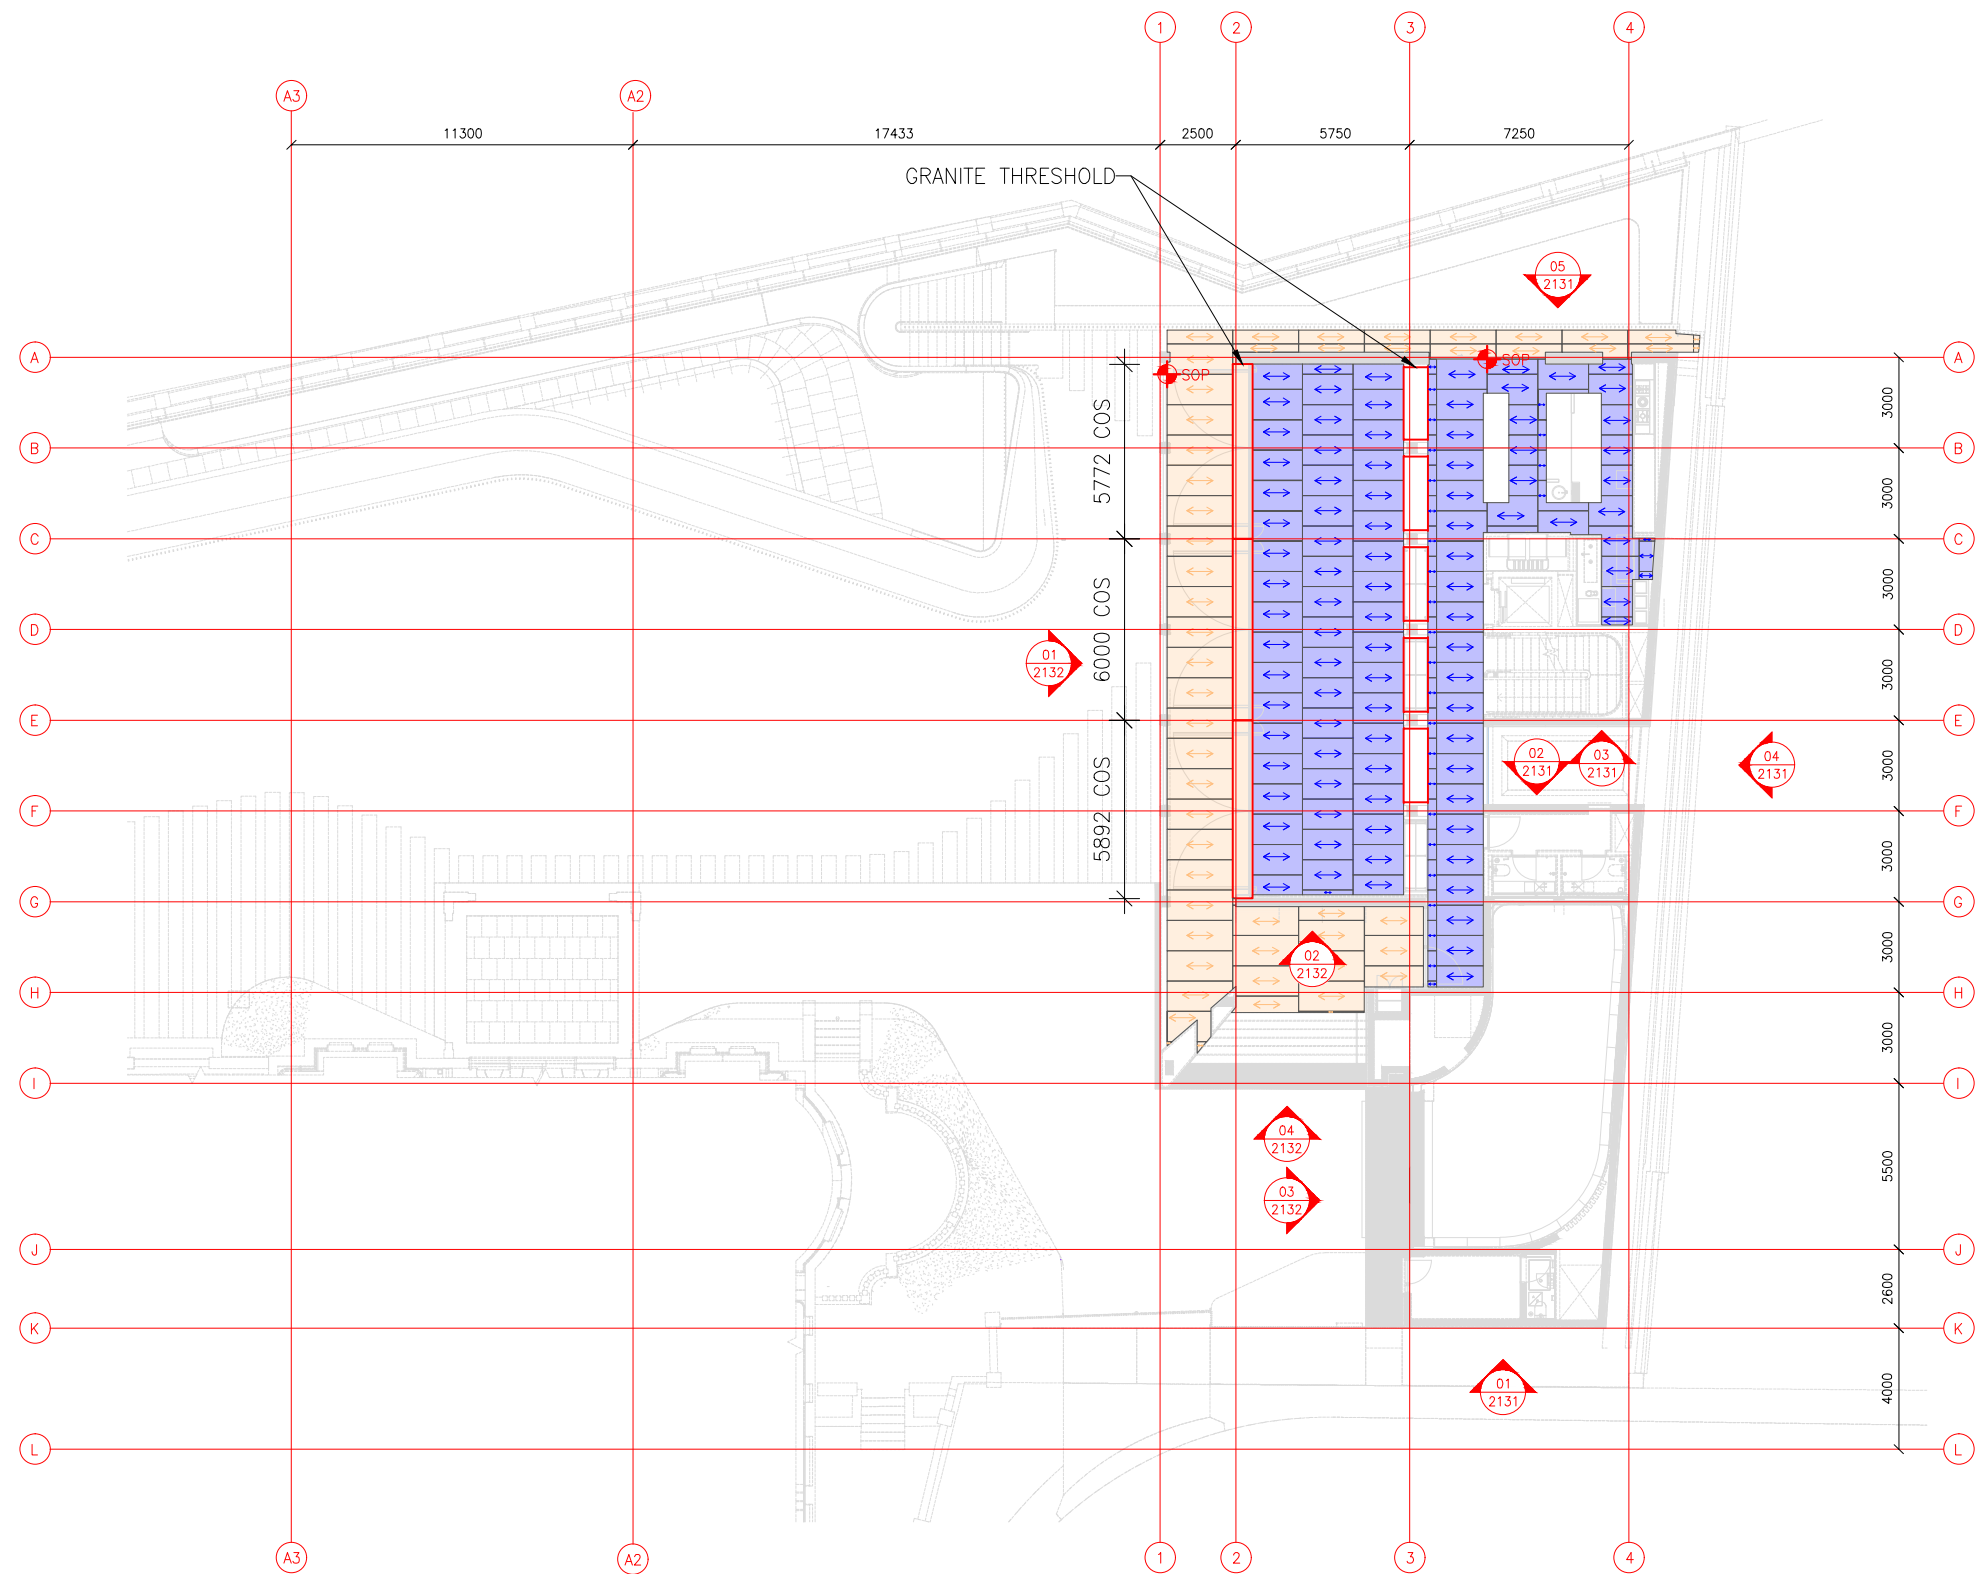 1 2 3 4
A3 A2
11300 17433 2500 5750 7250
GRANITE THRESHOLD
05
2131
A A
SOP SOP
3000
5772 COS
B B
3000
C C
3000
6000 COS
D D
01
2132
3000
E E
02
2131
03
2131
04
2131
3000
5892 COS
F F
3000
G G
02
2132
3000
H H
3000
I I
04
2132
5500
03
2132
J J
2600
K K
01
2131
4000
L L
A3 A2 1 2 3 4